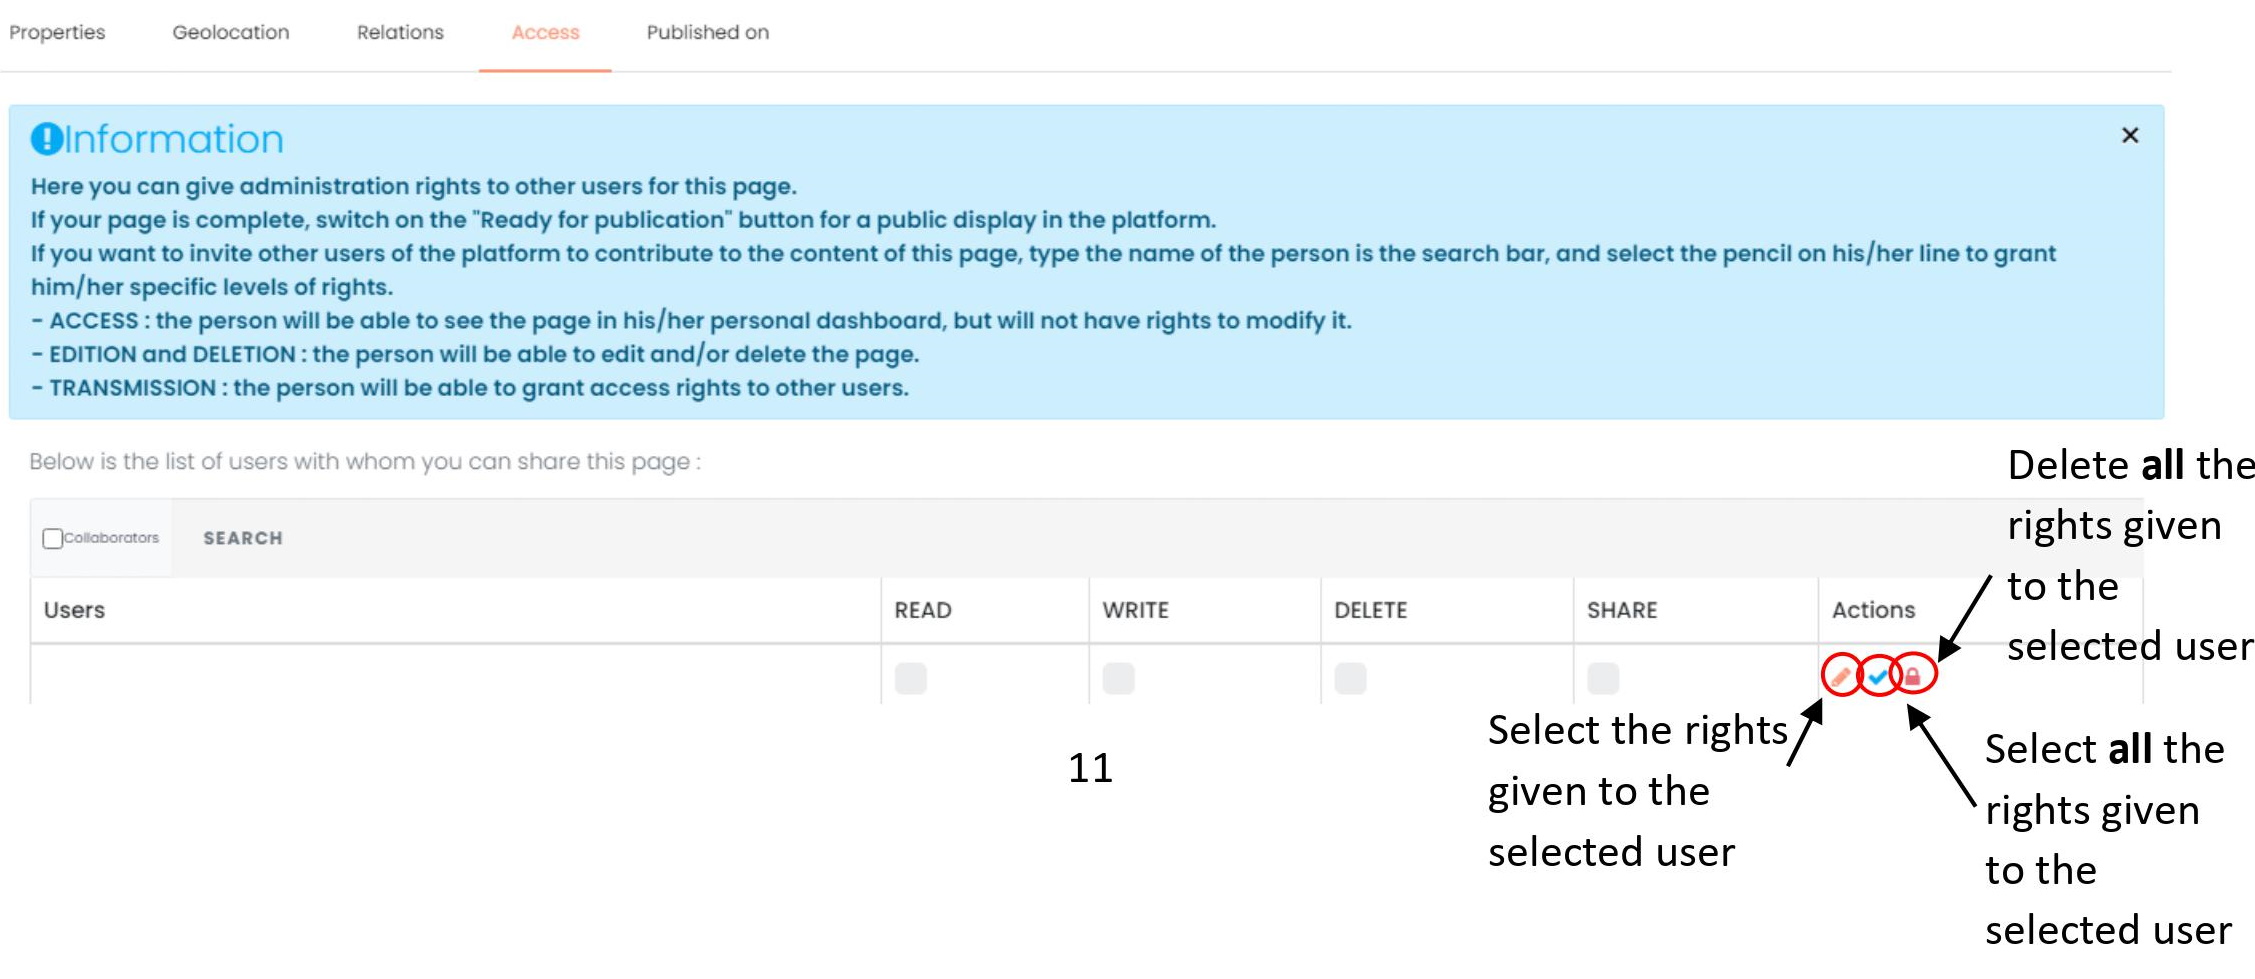 Properties Geolocation Relations Access Published on
Information
Here you can give administration rights to other users for this page.
If your page is complete, switch on the "Ready for publication" button for a public display in the platform.
If you want to invite other users of the platform to contribute to the content of this page, type the name of the person is the search bar, and select the pencil on his/her line to grant
him/her specific levels of rights.
- ACCESS : the person will be able to see the page in his/her personal dashboard, but will not have rights to modify it.
- EDITION and DELETION : the person will be able to edit and/or delete the page.
- TRANSMISSION : the person will be able to grant access rights to other users.
Below is the list of users with whom you can share this page :
Collaborators SEARCH
Users READ WRITE DELETE SHARE Actions
Delete all the
rights given
to the
selected user
Select the rights
given to the
selected user
Select all the
rights given
to the
selected user
11